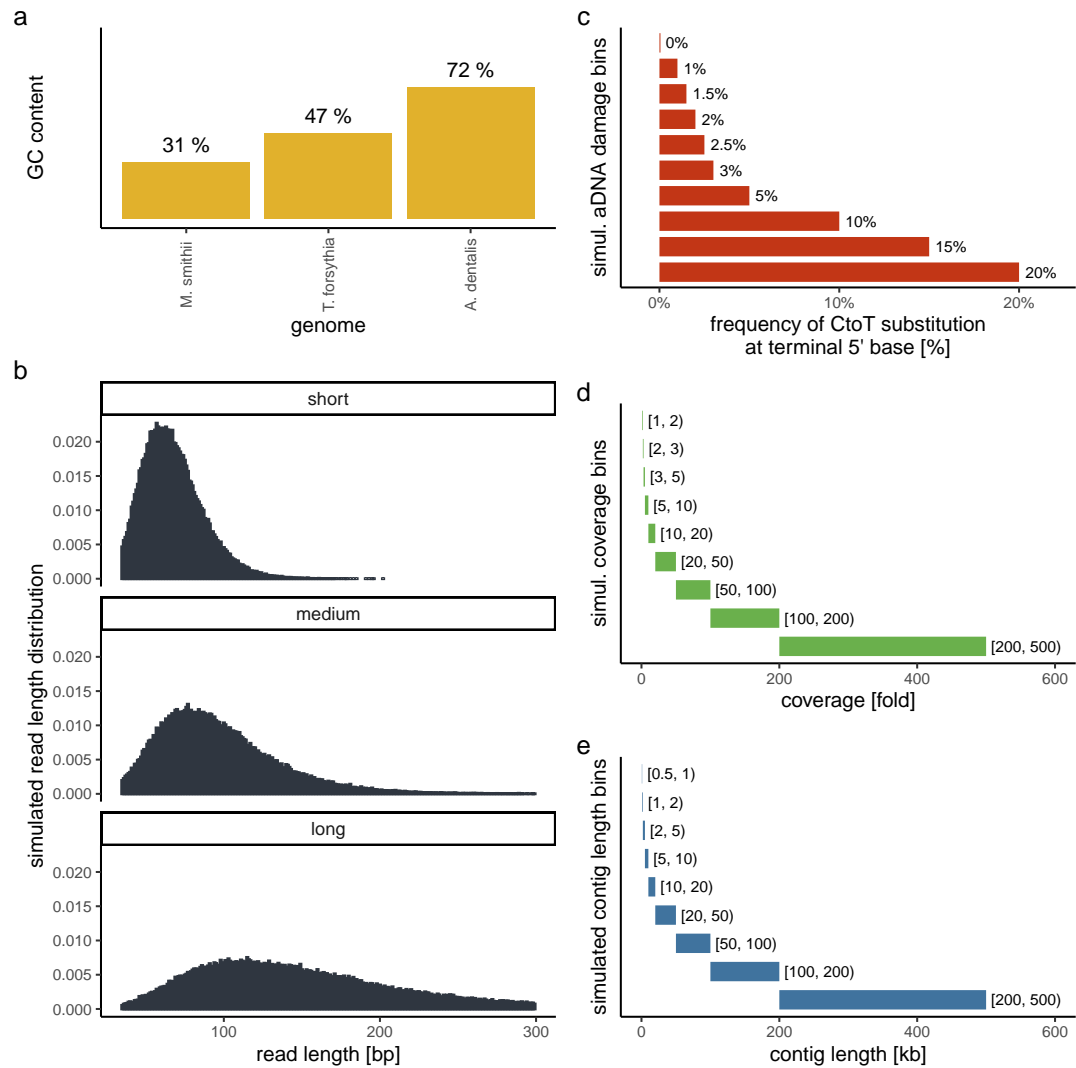 a
GC content
31 %
47 %
72 %
M. smithii
T. forsythia
A. dentalis
genome
b
simulated read length distribution
short
0.020
0.015
0.010
0.005
0.000
medium
0.020
0.015
0.010
0.005
0.000
long
0.020
0.015
0.010
0.005
0.000
100
200
300
read length [bp]
c
simul. aDNA damage bins
0%
1%
1.5%
2%
2.5%
3%
5%
10%
15%
20%
0%
10%
20%
frequency of CtoT substitution
at terminal 5' base [%]
d
simul. coverage bins
[1, 2)
[2, 3)
[3, 5)
[5, 10)
[10, 20)
[20, 50)
[50, 100)
[100, 200)
[200, 500)
0
200
400
600
coverage [fold]
e
simulated contig length bins
[0.5, 1)
[1, 2)
[2, 5)
[5, 10)
[10, 20)
[20, 50)
[50, 100)
[100, 200)
[200, 500)
0
200
400
600
contig length [kb]